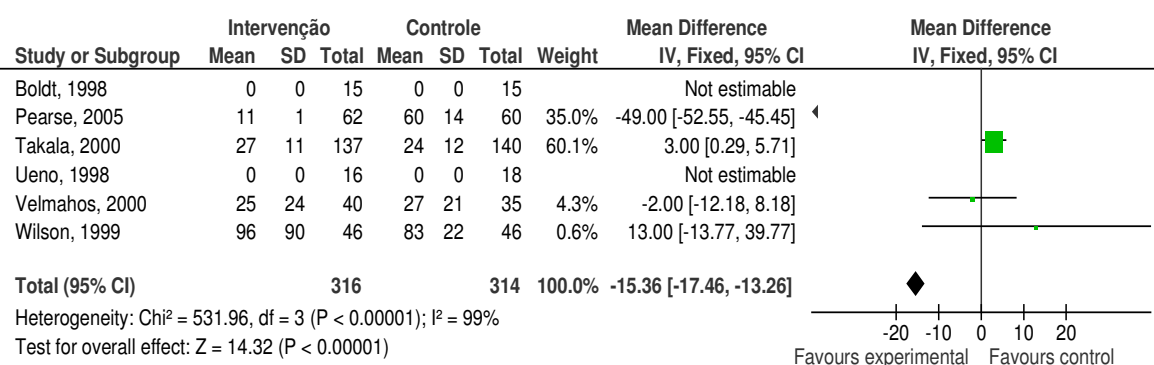 Intervenção Controle Mean Difference Mean Difference
Study or Subgroup Mean SD Total Mean SD Total Weight IV, Fixed, 95% CI IV, Fixed, 95% CI
Boldt, 1998 0 0 15 0 0 15 Not estimable
Pearse, 2005 11 1 62 60 14 60 35.0% -49.00 [-52.55, -45.45]
Takala, 2000 27 11 137 24 12 140 60.1% 3.00 [0.29, 5.71]
Ueno, 1998 0 0 16 0 0 18 Not estimable
Velmahos, 2000 25 24 40 27 21 35 4.3% -2.00 [-12.18, 8.18]
Wilson, 1999 96 90 46 83 22 46 0.6% 13.00 [-13.77, 39.77]
Total (95% CI) 316 314 100.0% -15.36 [-17.46, -13.26]
Heterogeneity: Chi² = 531.96, df = 3 (P < 0.00001); I² = 99%
Test for overall effect: Z = 14.32 (P < 0.00001)
-20 -10 0 10 20
Favours experimental Favours control